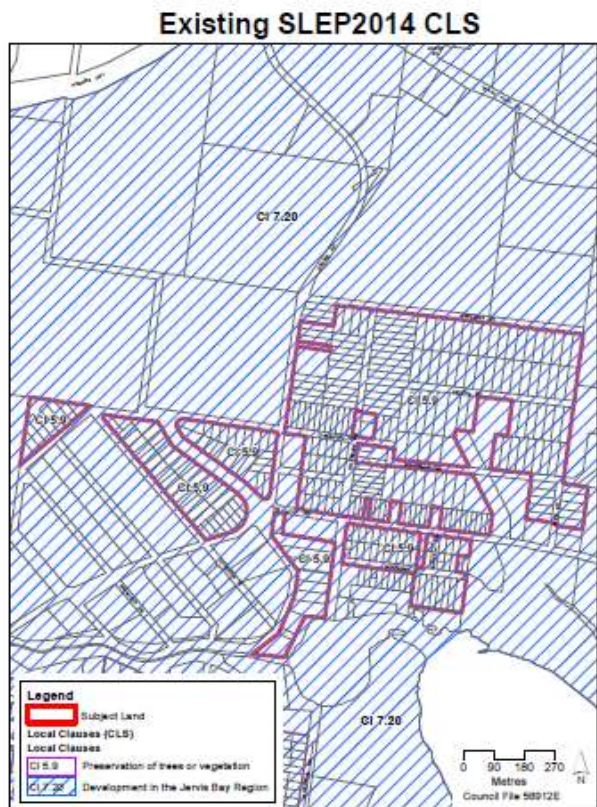 Existing SLEP2014 CLS
Cl 7.20
Cl 5.9
Cl 5.9
Cl 5.9
Cl 5.9
Cl 5.9
Cl 5.9
Cl 7.20
Legend
Subject Land
Local Clauses (CLS)
Local Clauses
Cl 5.9 Preservation of trees or vegetation
Cl 7.20 Development in the Jervis Bay Region
0 90 180 270
Metres
N
Council File 56912E